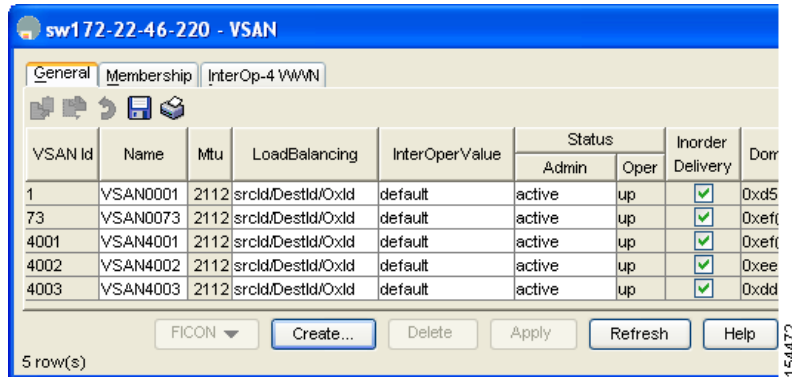 sw172-22-46-220 - VSAN
General Membership InterOp-4 WWN
VSAN Id Name Mtu LoadBalancing InterOperValue Status Inorder Delivery Dom
Admin Oper
1 VSAN0001 2112 srcId/DestId/OxId default active up 0xd5
73 VSAN0073 2112 srcId/DestId/OxId default active up 0xef(
4001 VSAN4001 2112 srcId/DestId/OxId default active up 0xef(
4002 VSAN4002 2112 srcId/DestId/OxId default active up 0xee
4003 VSAN4003 2112 srcId/DestId/OxId default active up 0xdd
FICON Create... Delete Apply Refresh Help
5 row(s)
154472